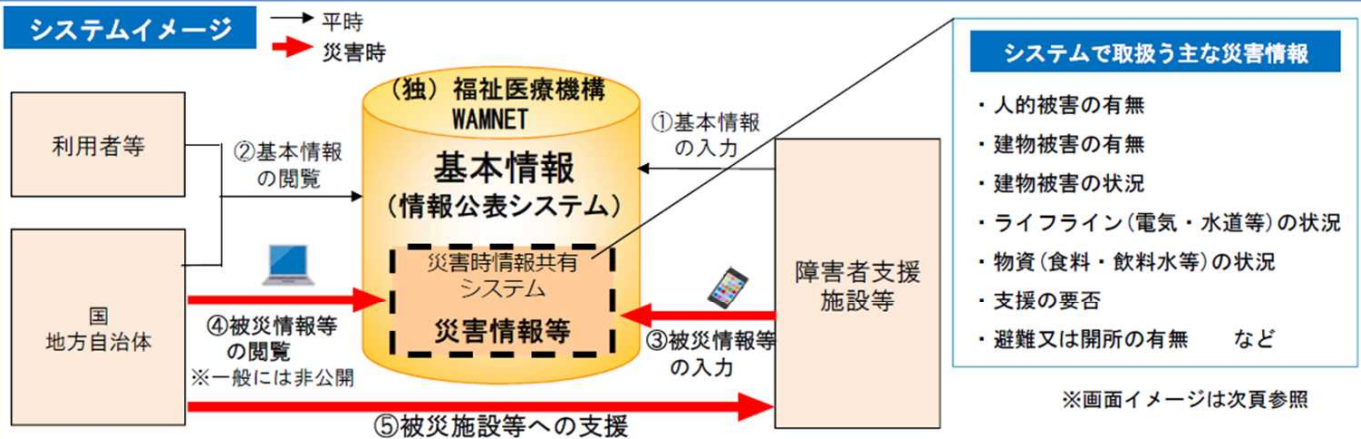 システムイメージ
平時
災害時
利用者等
国
地方自治体
②基本情報
の閲覧
(独)福祉医療機構
WAMNET
基本情報
(情報公表システム)
災害時情報共有
システム
災害情報等
①基本情報
の入力
障害者支援
施設等
③被災情報等
の入力
④被災情報等
の閲覧
※一般には非公開
⑤被災施設等への支援
システムで取扱う主な災害情報
・人的被害の有無
・建物被害の有無
・建物被害の状況
・ライフライン(電気・水道等)の状況
・物資(食料・飲料水等)の状況
・支援の要否
・避難又は開所の有無 など
※画面イメージは次頁参照